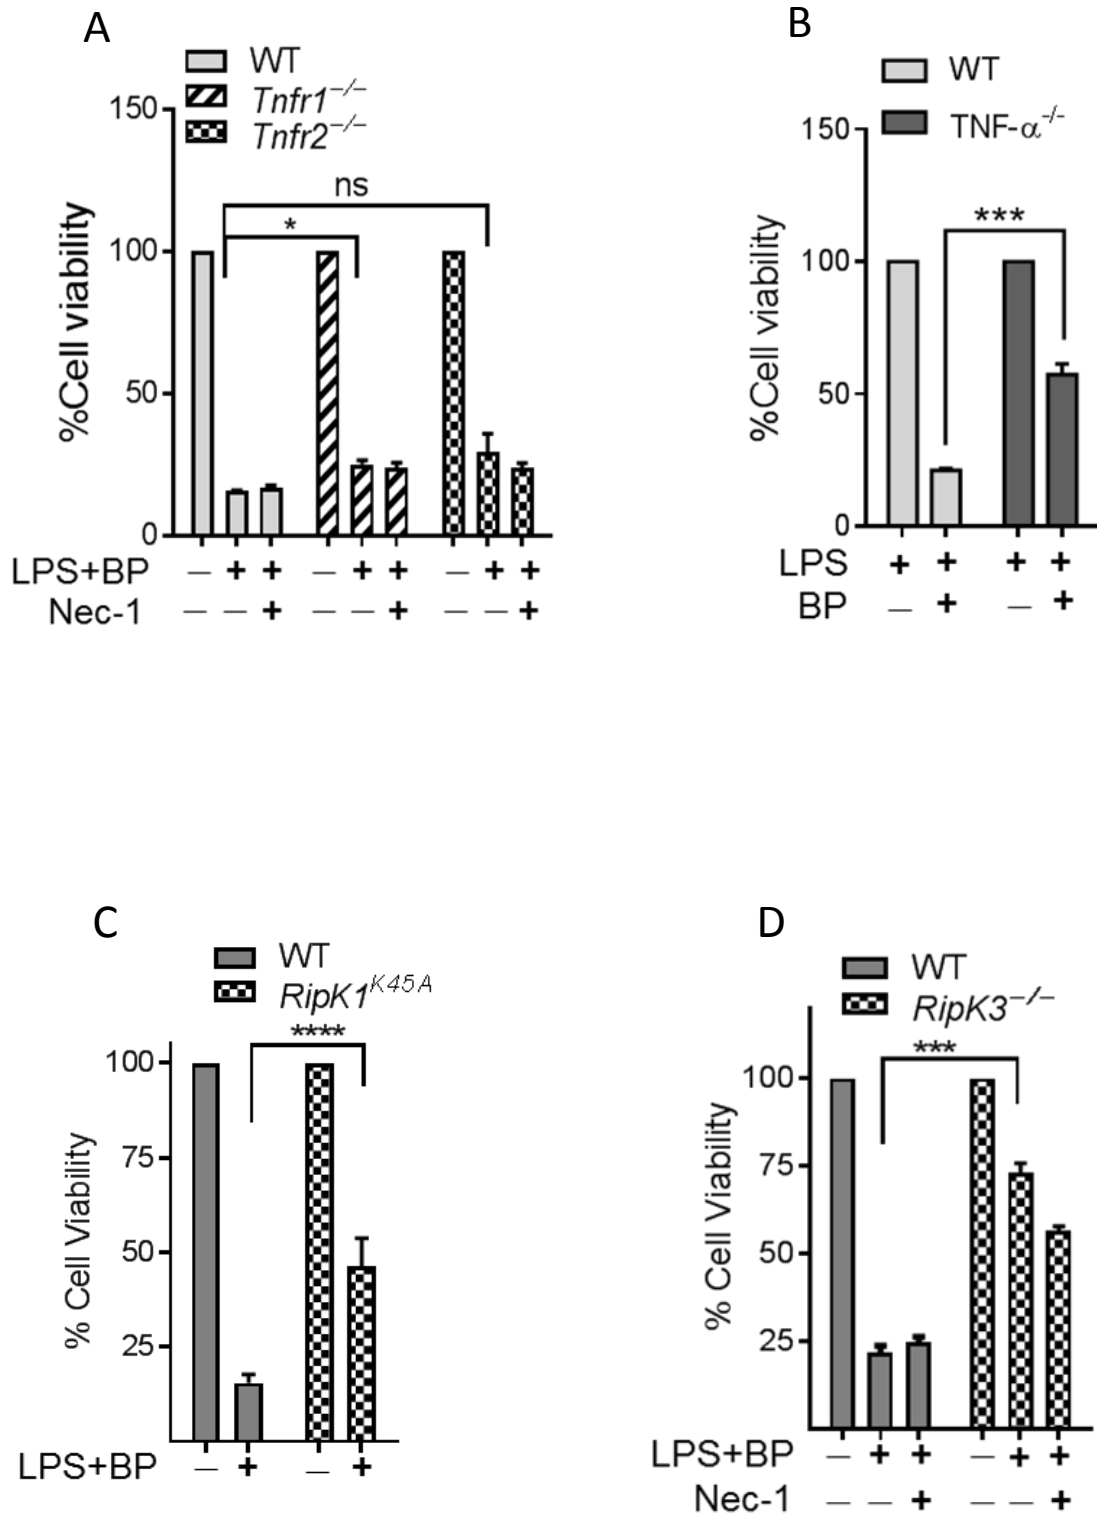 A
WT
Tnfr1−/−
Tnfr2−/−
150
100
50
0
%Cell viability
ns
*
LPS+BP — + + — + + — + +
Nec-1 — — + — — + — — +
B
WT
TNF-α-/-
150
100
50
0
%Cell viability
***
LPS + + + +
BP — + — +
C
WT
RipK1K45A
****
100
75
50
25
% Cell Viability
LPS+BP — + — +
D
WT
RipK3−/−
***
100
75
50
25
% Cell Viability
LPS+BP — + + — + +
Nec-1 — — + — — +